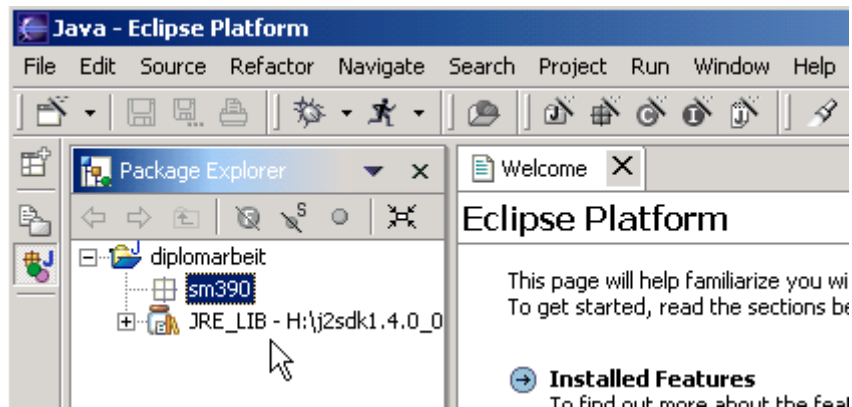 Java - Eclipse Platform
File Edit Source Refactor Navigate Search Project Run Window Help
Package Explorer
Welcome
Eclipse Platform
diplomarbeit
sm390
JRE_LIB - H:\j2sdk1.4.0_0
This page will help familiarize you wi
To get started, read the sections be
Installed Features
To find out more about the feat